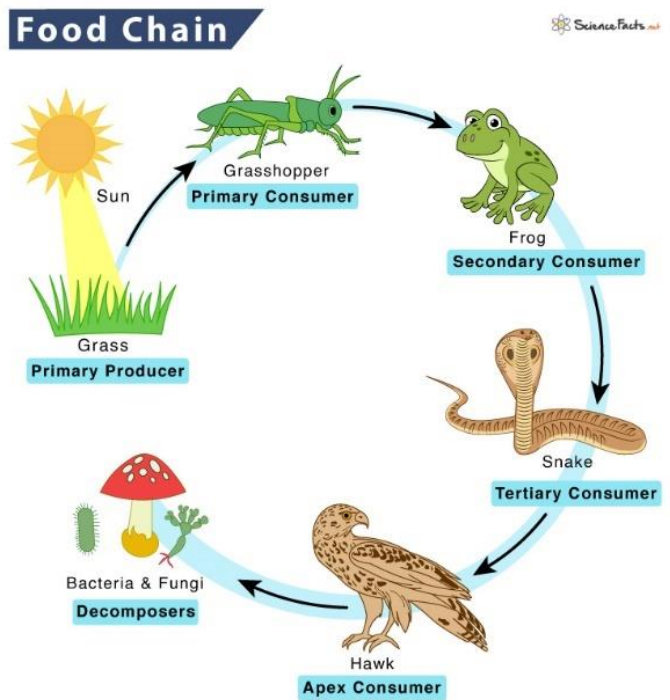 Food Chain
ScienceFacts.net
Sun
Grass
Primary Producer
Grasshopper
Primary Consumer
Frog
Secondary Consumer
Snake
Tertiary Consumer
Hawk
Apex Consumer
Bacteria & Fungi
Decomposers